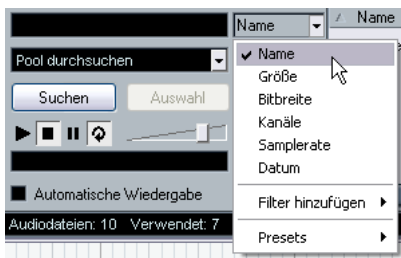 Name
Name
Pool durchsuchen
Suchen
Auswahl
Automatische Wiedergabe
Audiodateien: 10 Verwendet: 7
Name
Größe
Bitbreite
Kanäle
Samplerate
Datum
Filter hinzufügen
Presets